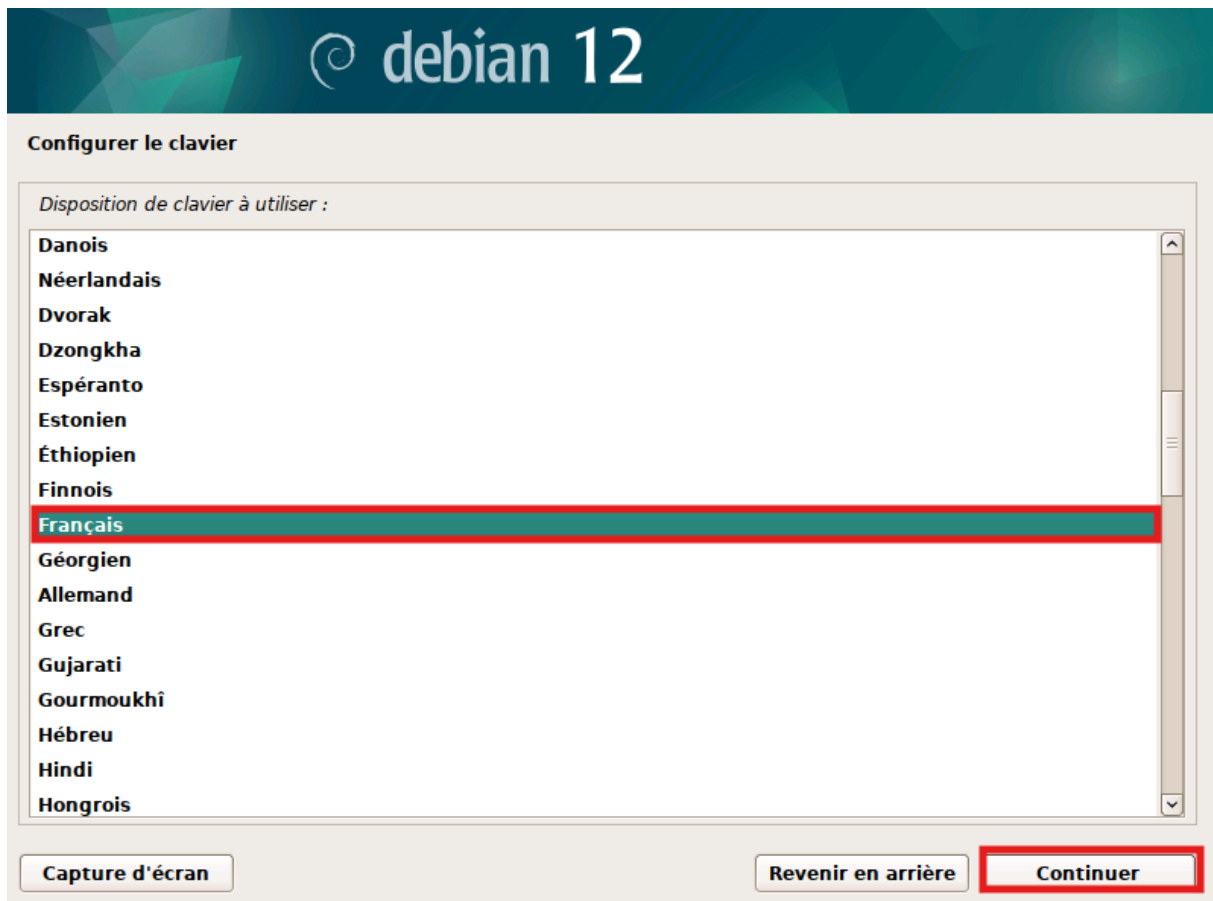 debian 12
Configurer le clavier
Disposition de clavier à utiliser :
Danois
Néerlandais
Dvorak
Dzongkha
Espéranto
Estonien
Éthiopien
Finnois
Français
Géorgien
Allemand
Grec
Gujarati
Gourmoukhî
Hébreu
Hindi
Hongrois
Capture d'écran Revenir en arrière Continuer